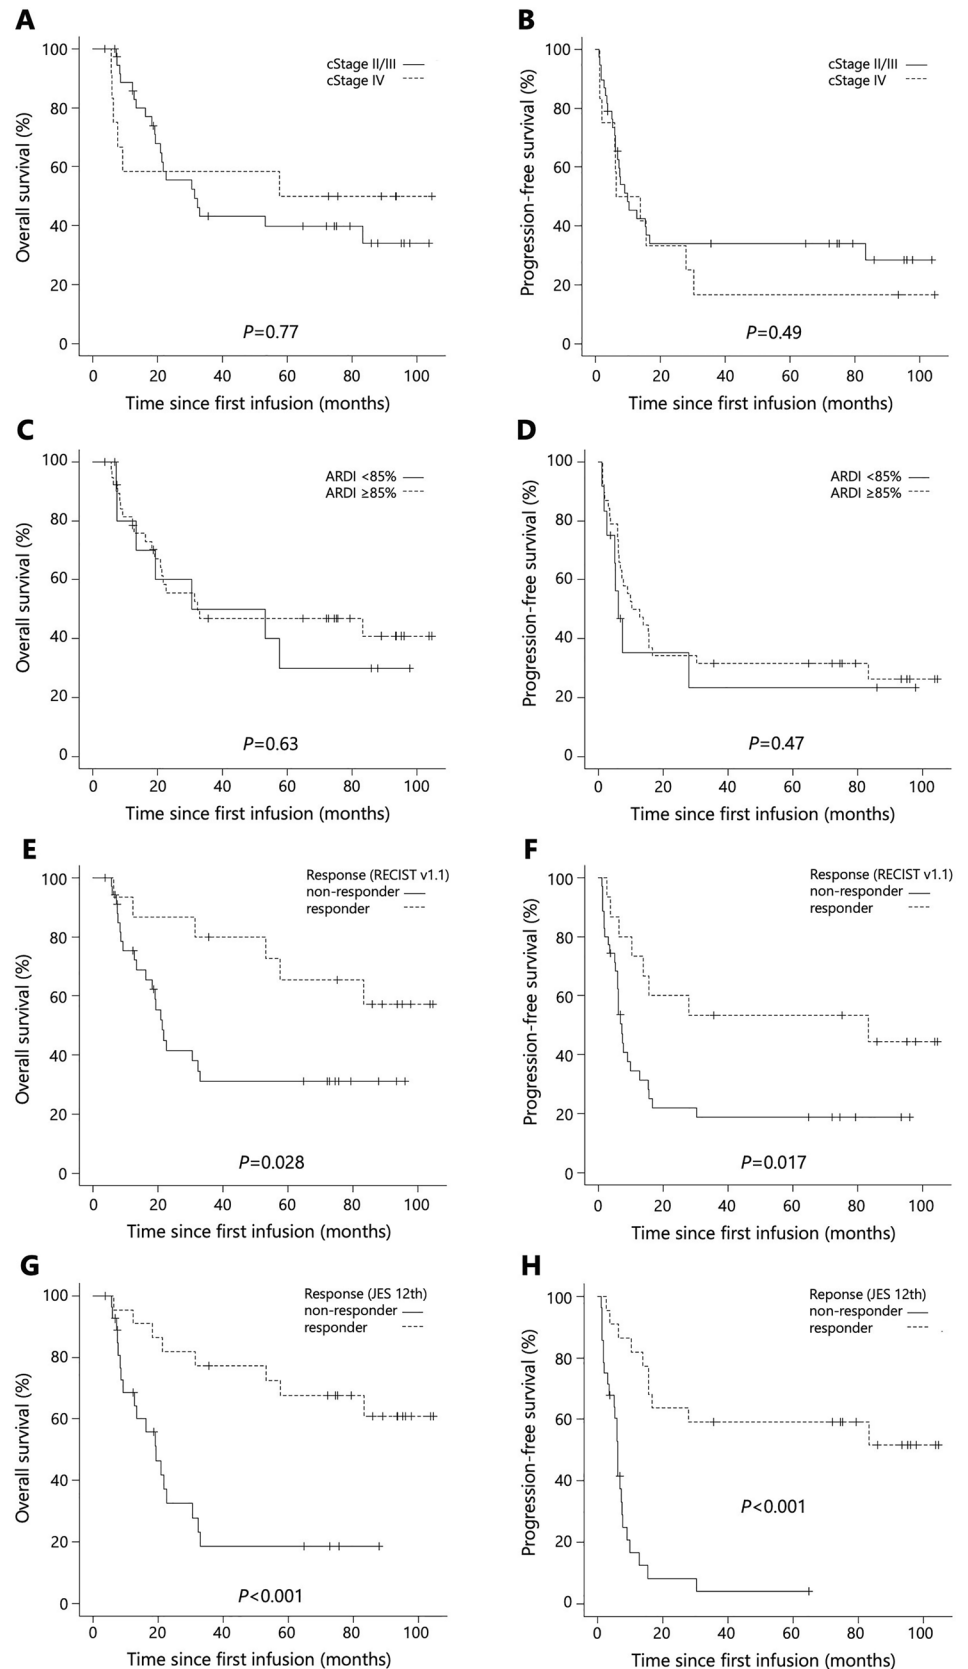 A
100
80
60
40
20
0
Overall survival (%)
cStage II/III
cStage IV
P=0.77
0 20 40 60 80 100
Time since first infusion (months)
B
100
80
60
40
20
0
Progression-free survival (%)
cStage II/III
cStage IV
P=0.49
0 20 40 60 80 100
Time since first infusion (months)
C
100
80
60
40
20
0
Overall survival (%)
ARDI <85%
ARDI ≥85%
P=0.63
0 20 40 60 80 100
Time since first infusion (months)
D
100
80
60
40
20
0
Progression-free survival (%)
ARDI <85%
ARDI ≥85%
P=0.47
0 20 40 60 80 100
Time since first infusion (months)
E
100
80
60
40
20
0
Overall survival (%)
Response (RECIST v1.1)
non-responder
responder
P=0.028
0 20 40 60 80 100
Time since first infusion (months)
F
100
80
60
40
20
0
Progression-free survival (%)
Response (RECIST v1.1)
non-responder
responder
P=0.017
0 20 40 60 80 100
Time since first infusion (months)
G
100
80
60
40
20
0
Overall survival (%)
Response (JES 12th)
non-responder
responder
P<0.001
0 20 40 60 80 100
Time since first infusion (months)
H
100
80
60
40
20
0
Progression-free survival (%)
Reponse (JES 12th)
non-responder
responder
P<0.001
0 20 40 60 80 100
Time since first infusion (months)